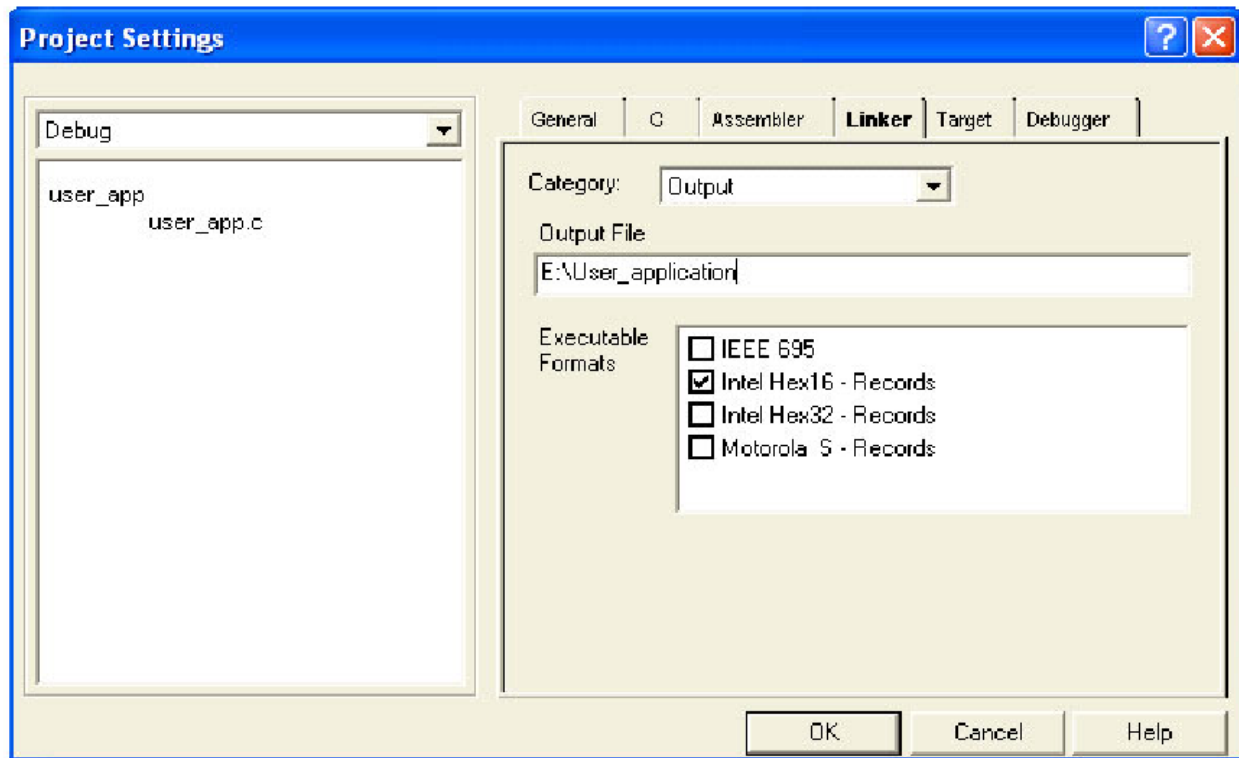 Project Settings
Debug
user_app
user_app.c
General C Assembler Linker Target Debugger
Category: Output
Output File
E:\User_application
Executable
Formats
IEEE 695
Intel Hex16 - Records
Intel Hex32 - Records
Motorola S - Records
OK Cancel Help